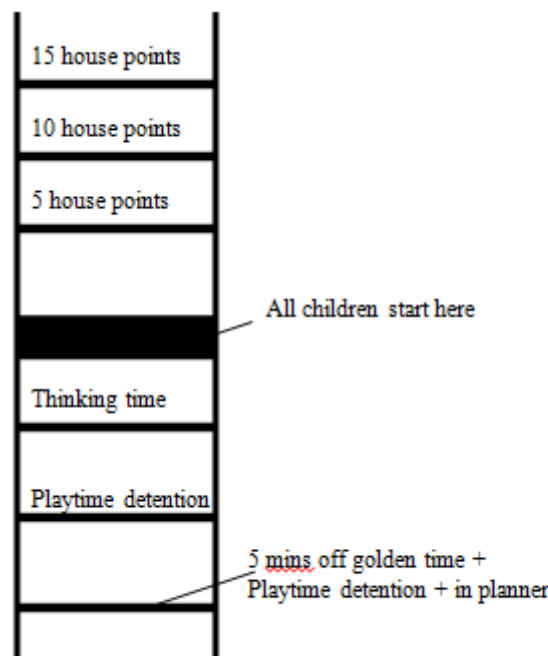 15 house points
10 house points
5 house points
All children start here
Thinking time
Playtime detention
5 mins off golden time +
Playtime detention + in planner